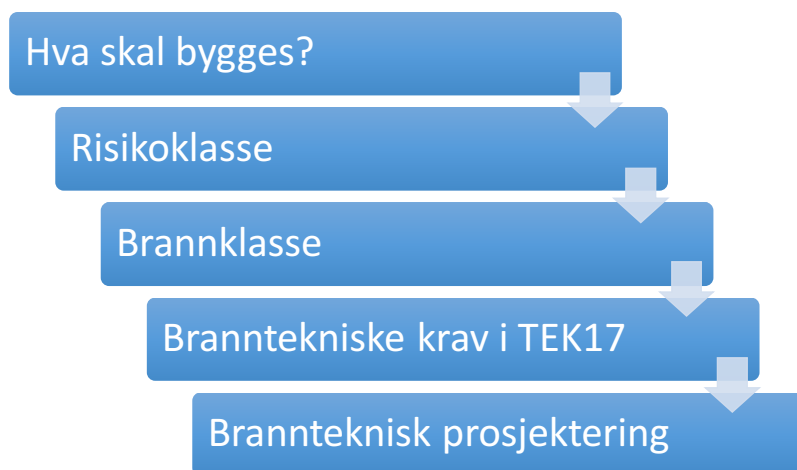 Hva skal bygges?
Risikoklasse
Brannklasse
Branntekniske krav i TEK17
Brannteknisk prosjektering